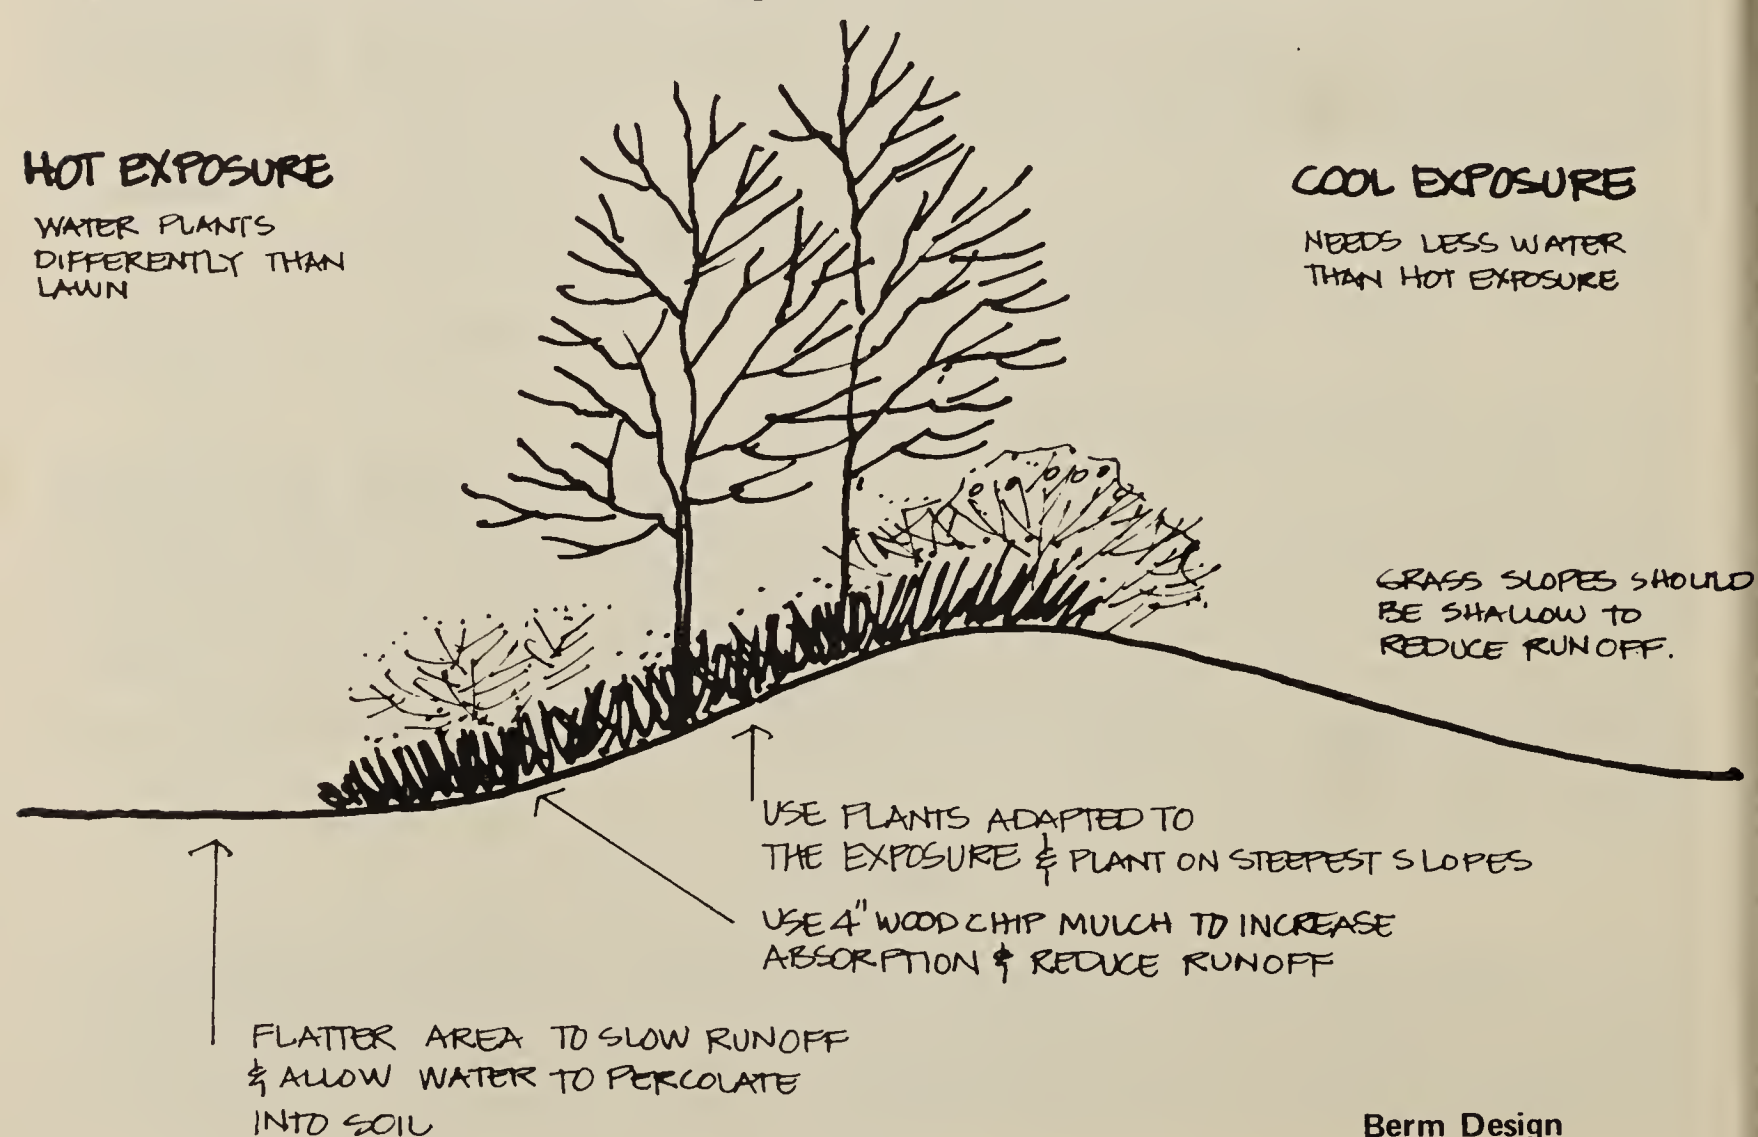 HOT EXPOSURE
WATER PLANTS
DIFFERENTLY THAN
LAWN
COOL EXPOSURE
NEEDS LESS WATER
THAN HOT EXPOSURE
GRASS SLOPES SHOULD
BE SHALLOW TO
REDUCE RUNOFF.
USE PLANTS ADAPTED TO
THE EXPOSURE & PLANT ON STEEPEST SLOPES
USE 4" WOOD CHIP MULCH TO INCREASE
ABSORPTION & REDUCE RUNOFF
FLATTER AREA TO SLOW RUNOFF
& ALLOW WATER TO PERCOLATE
INTO SOIL
Berm Design